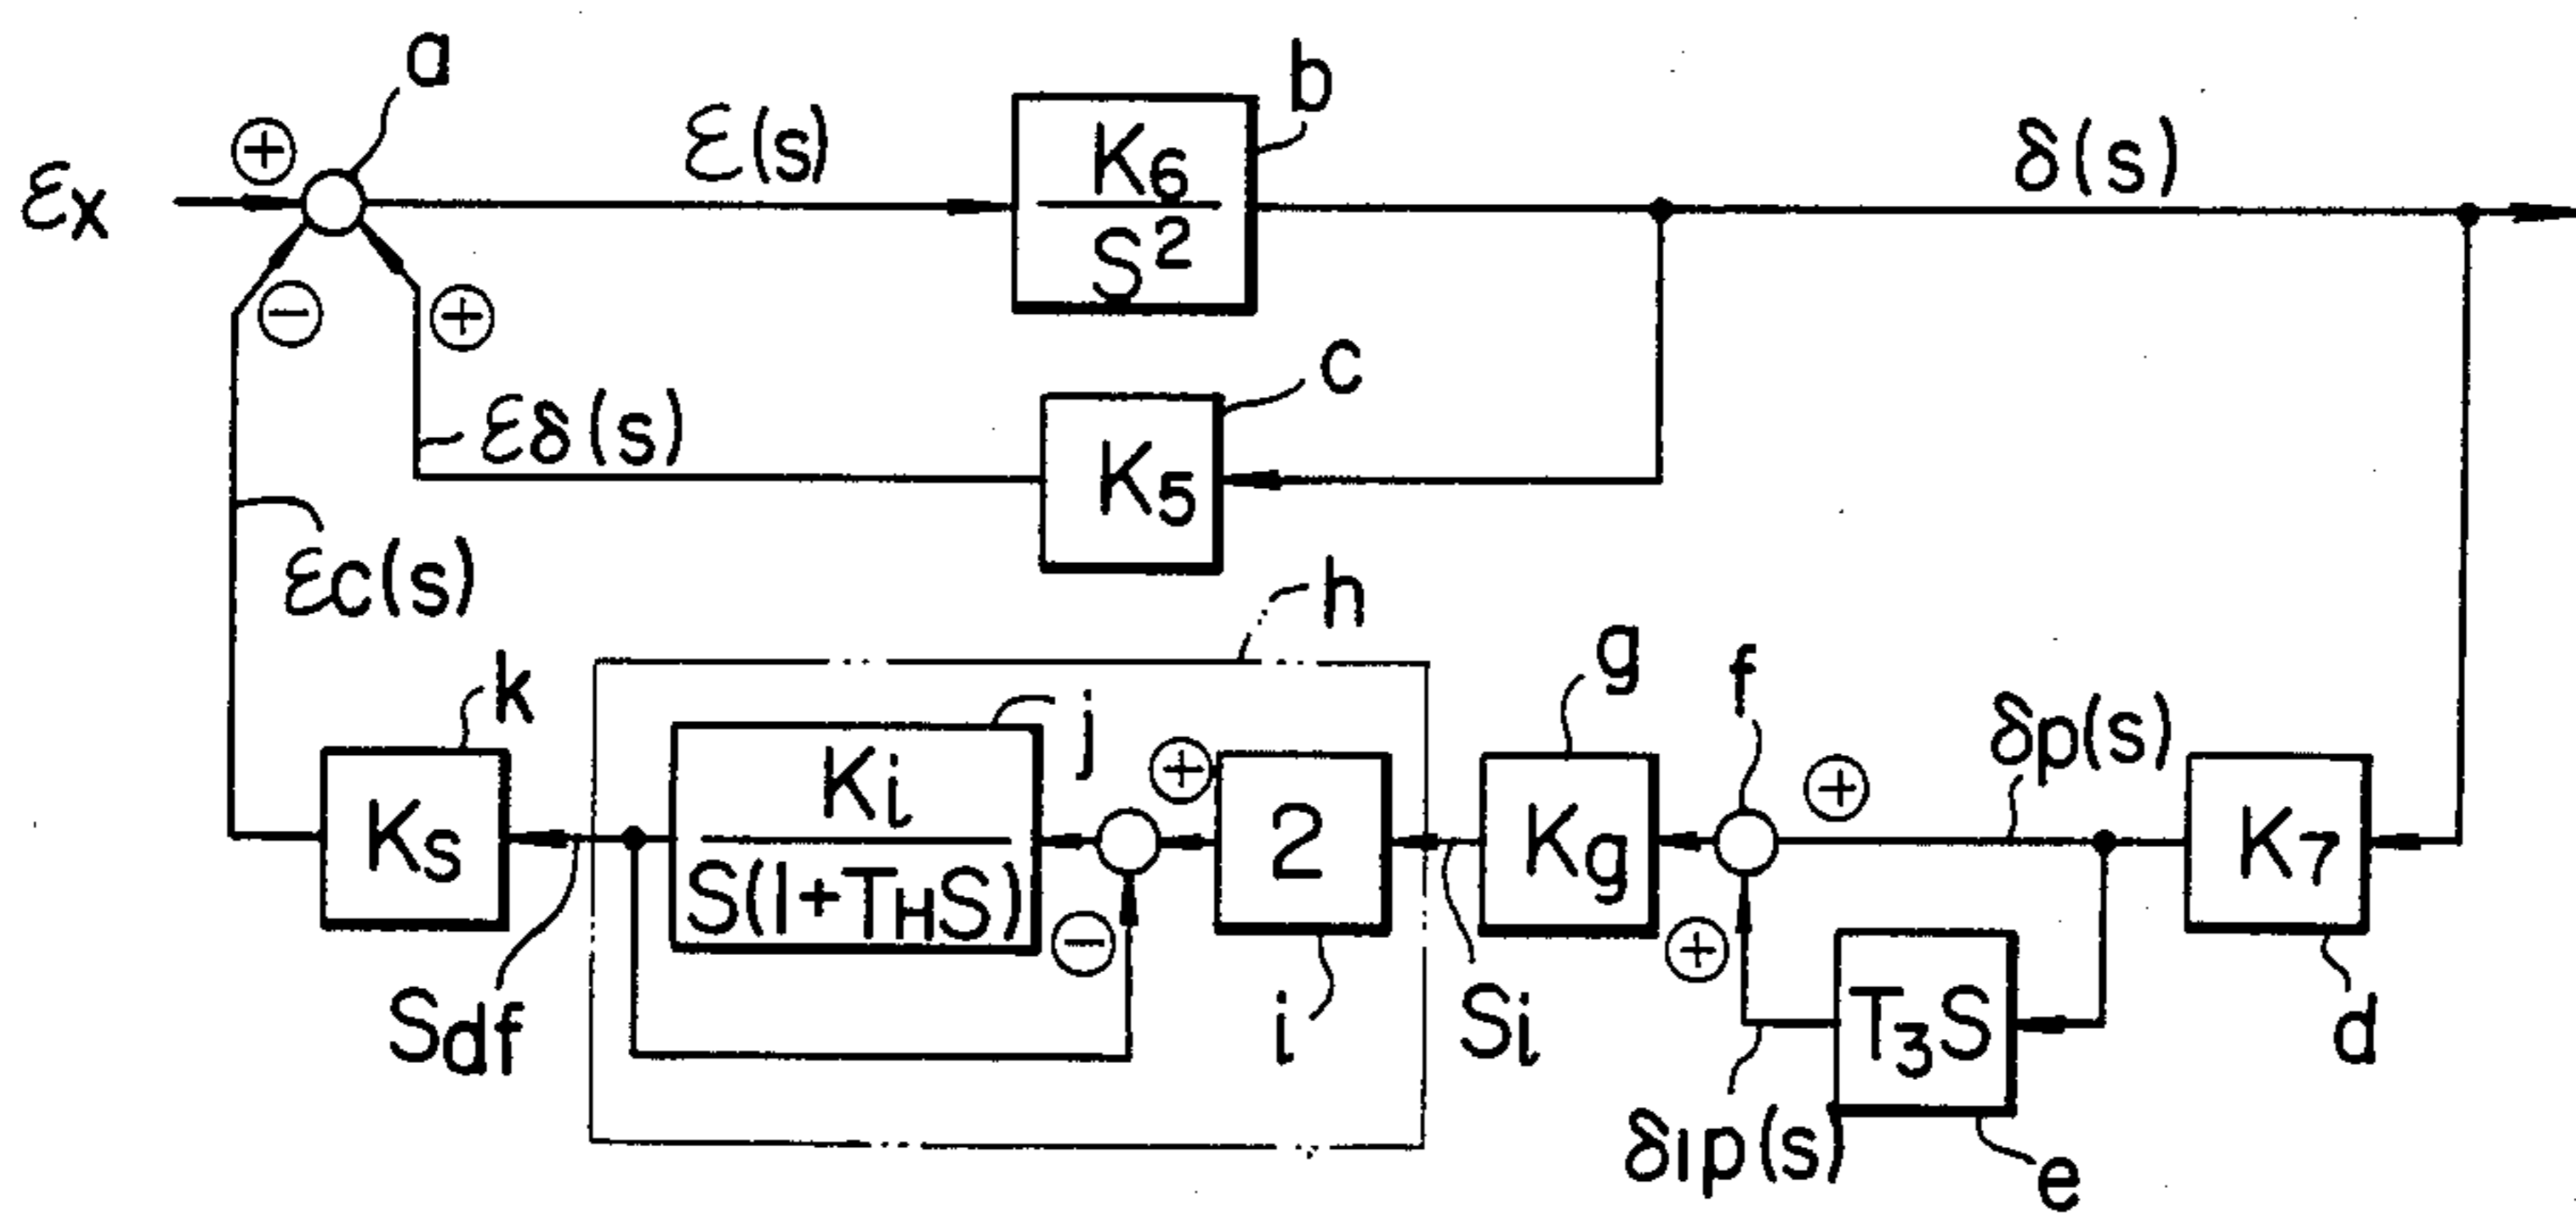 a
b
⊕
εx
ε(s)
K6
S²
δ(s)
⊖
⊕
c
εδ(s)
K5
εc(s)
h
k
j
g
f
δp(s)
Ks
Ki
S(1+THS)
⊕
2
Kg
⊕
K7
⊖
⊕
T3S
Sdf
i
Si
δ1p(s)
e
d